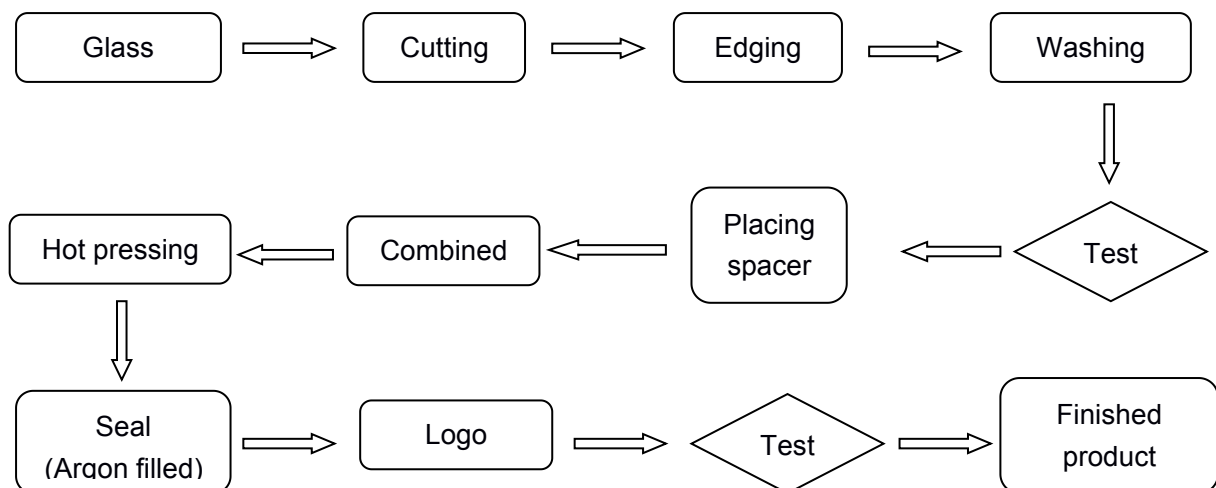 Glass
Cutting
Edging
Washing
Test
Placing
spacer
Combined
Hot pressing
Seal
(Argon filled)
Logo
Test
Finished
product